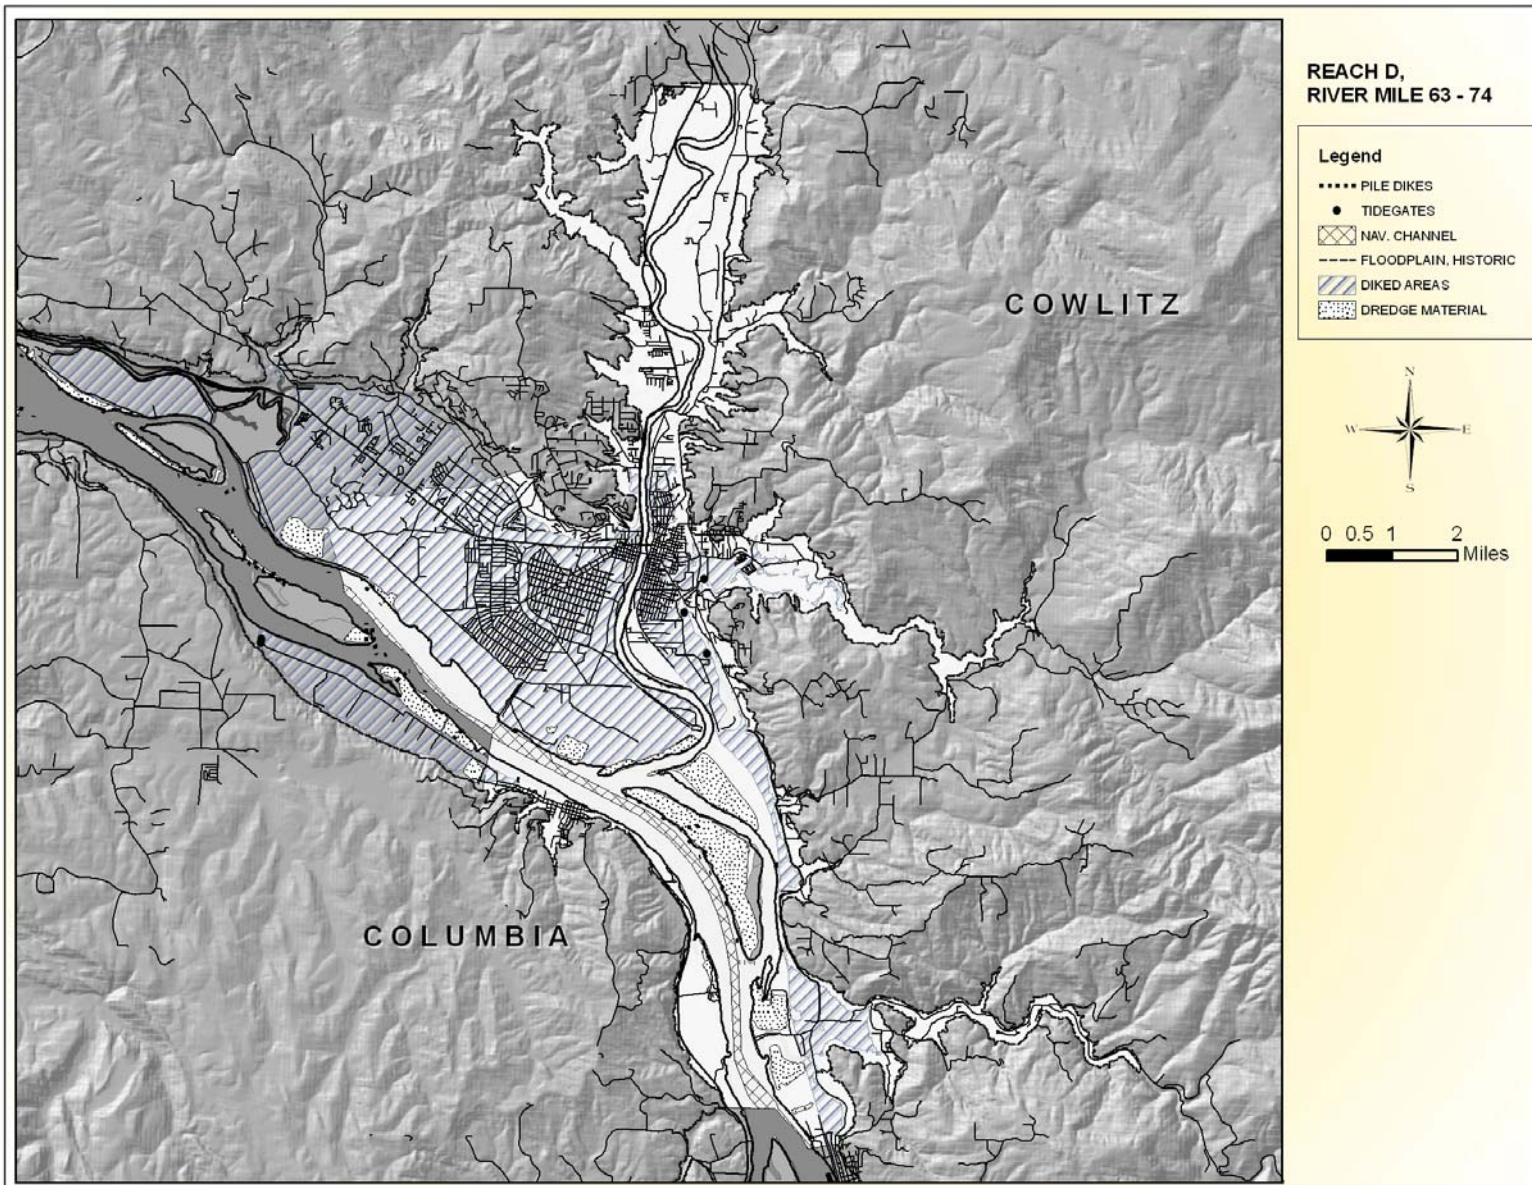 REACH D,
RIVER MILE 63 - 74
Legend
PILE DIKES
TIDEGATES
NAV. CHANNEL
FLOODPLAIN, HISTORIC
DIKED AREAS
DREDGE MATERIAL
COWLITZ
N
W E
S
0 0.5 1 2
Miles
COLUMBIA